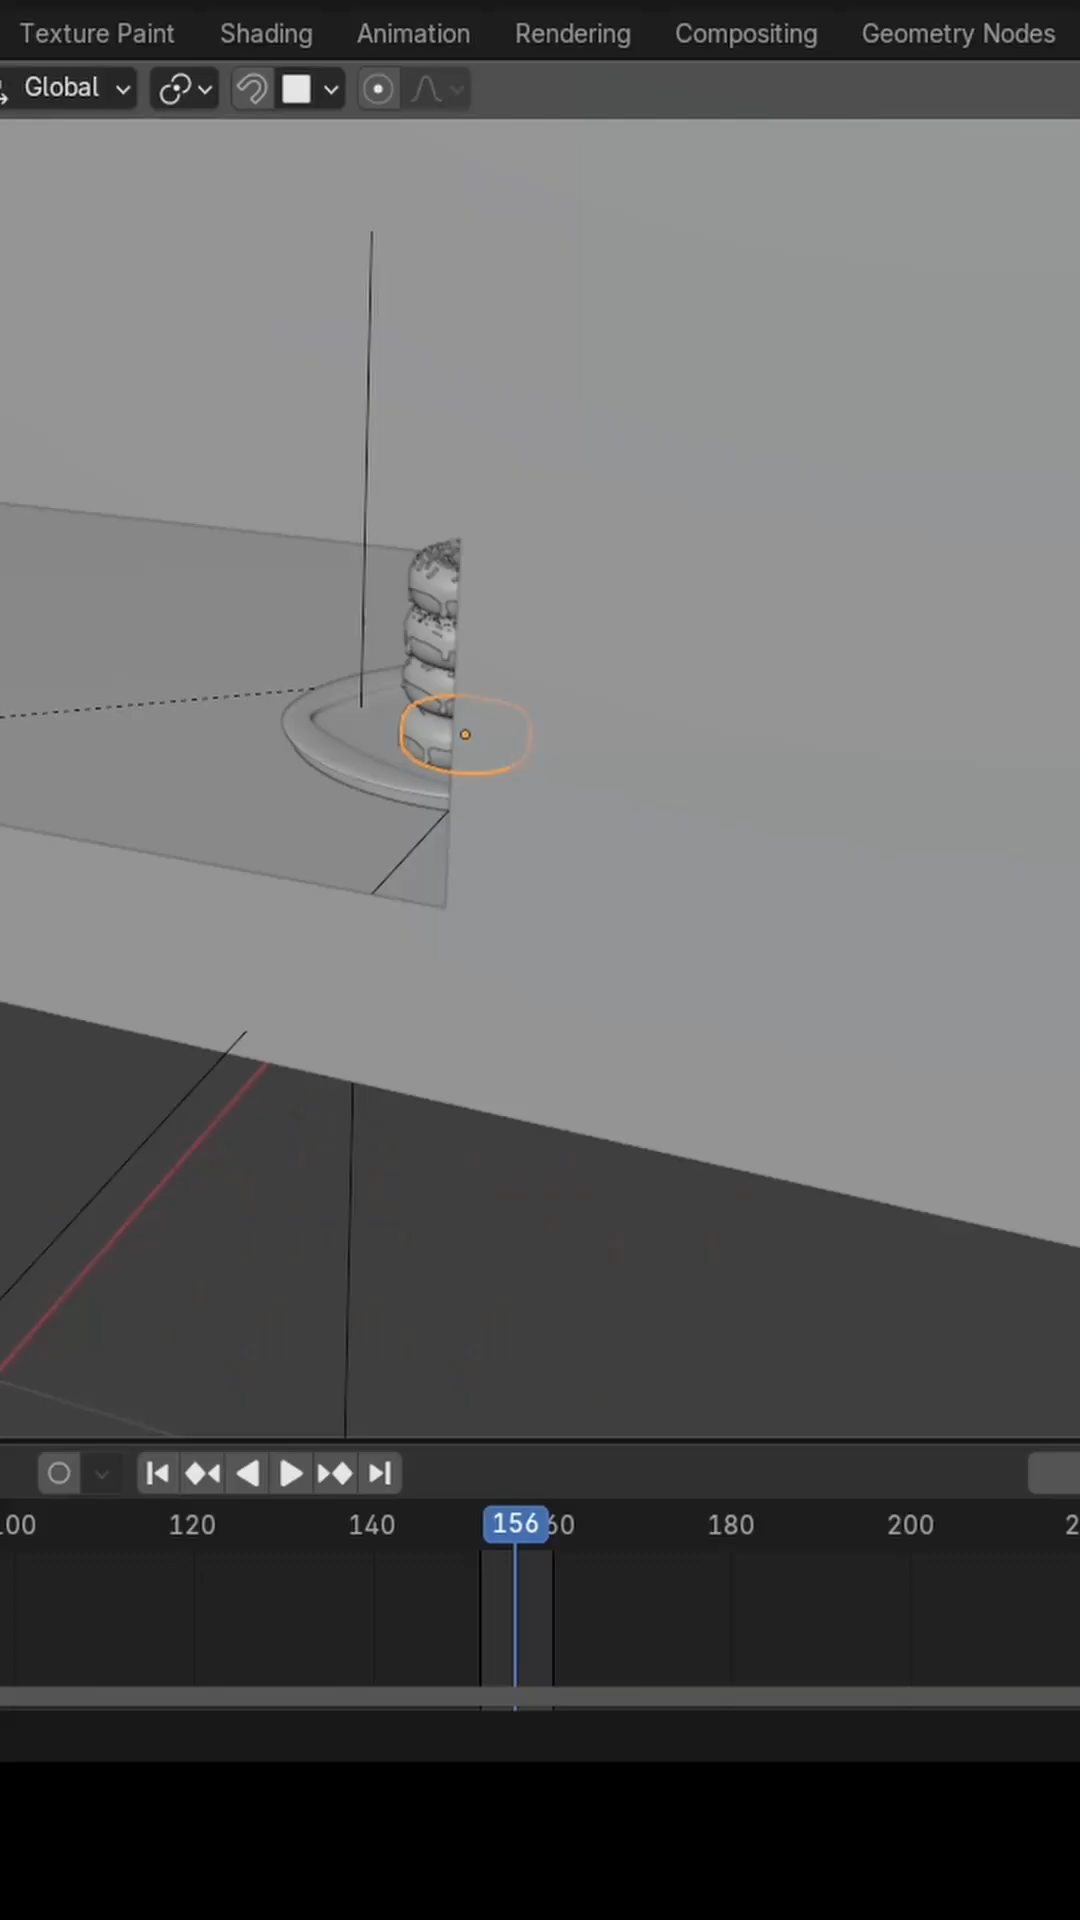 Texture Paint Shading Animation Rendering Compositing Geometry Nodes
Global
120 140 156 180 200